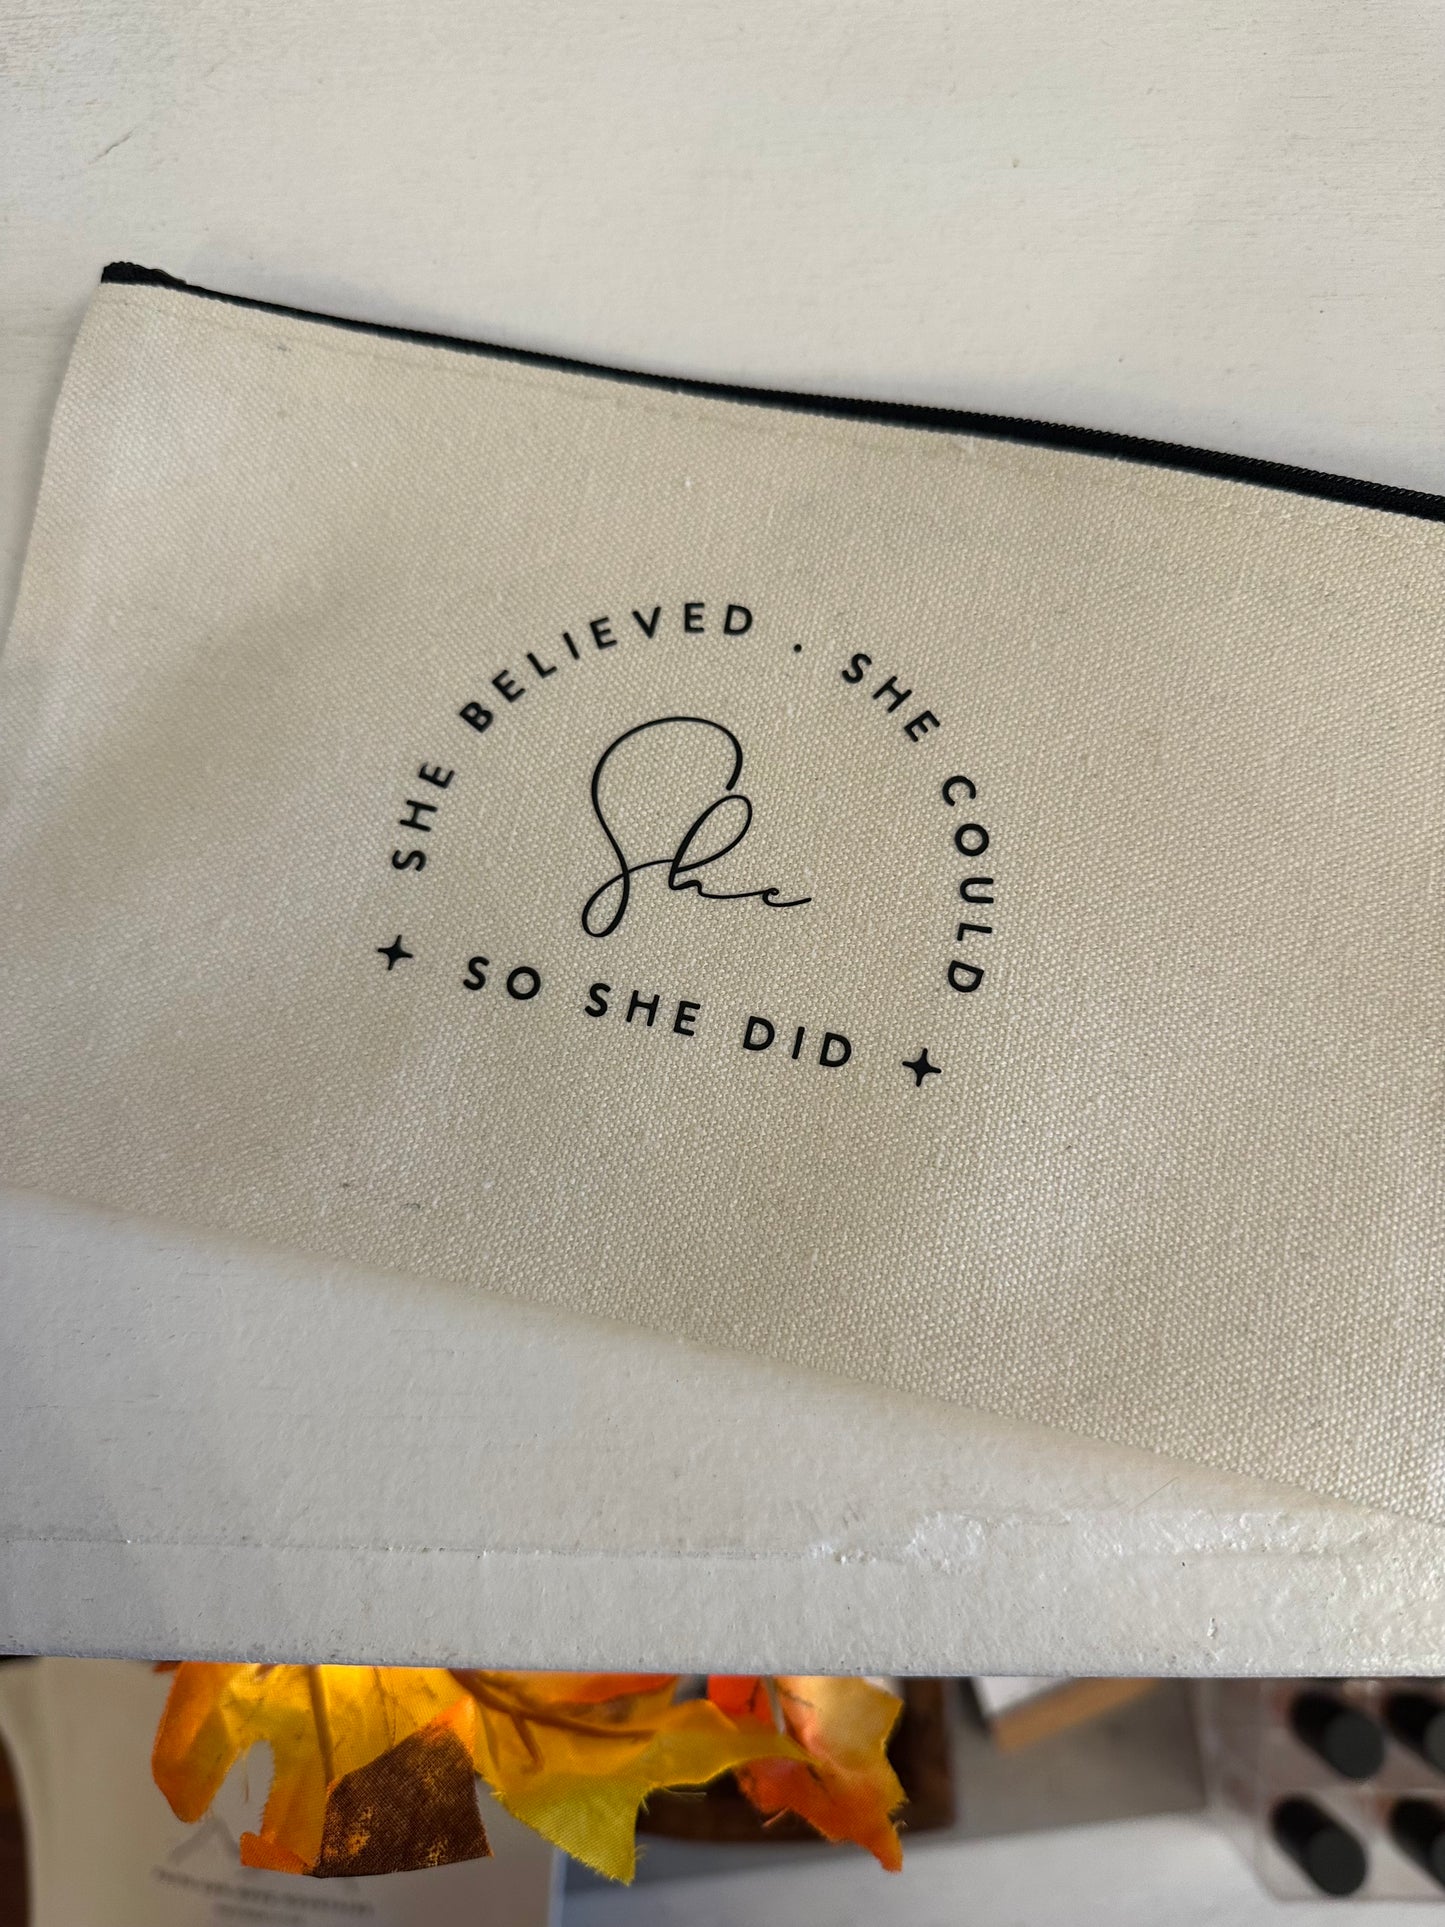 SHE BELIEVED . SHE COULD
She
SO SHE DID